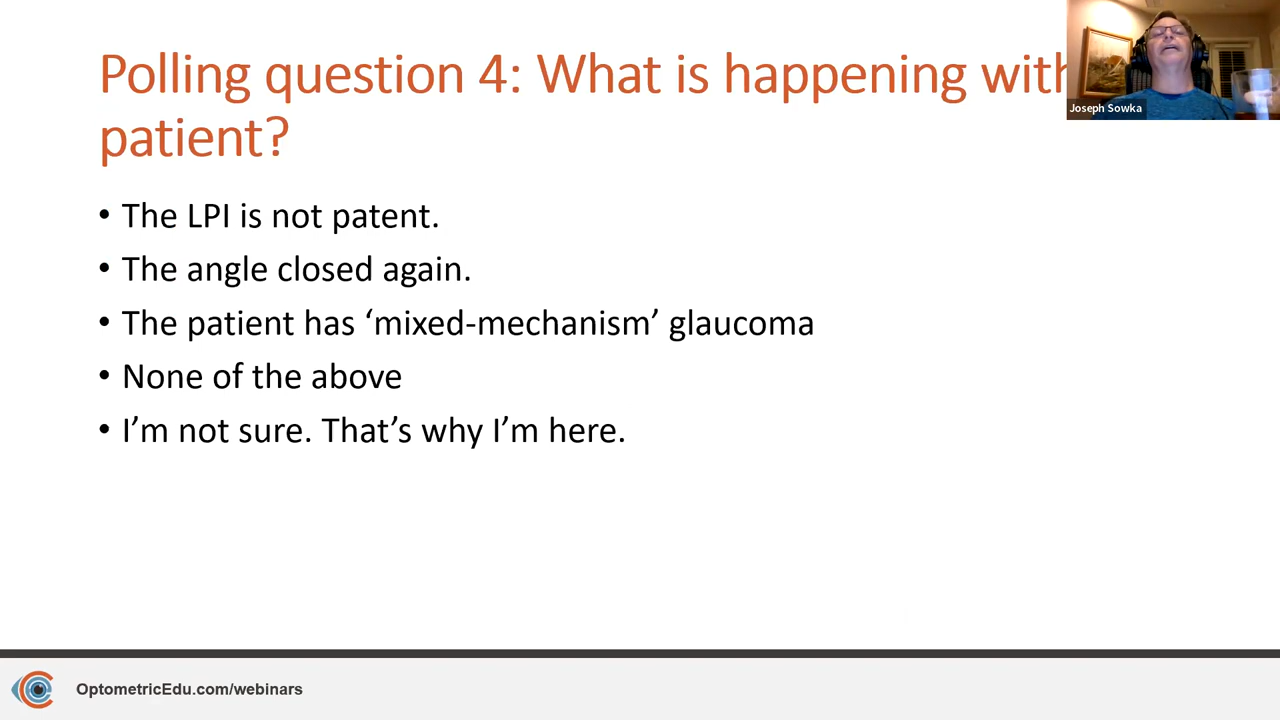 Polling question 4: What is happening with
patient?
Joseph Sowka
• The LPI is not patent.
• The angle closed again.
• The patient has ‘mixed-mechanism’ glaucoma
• None of the above
• I’m not sure. That’s why I’m here.
OptometricEdu.com/webinars